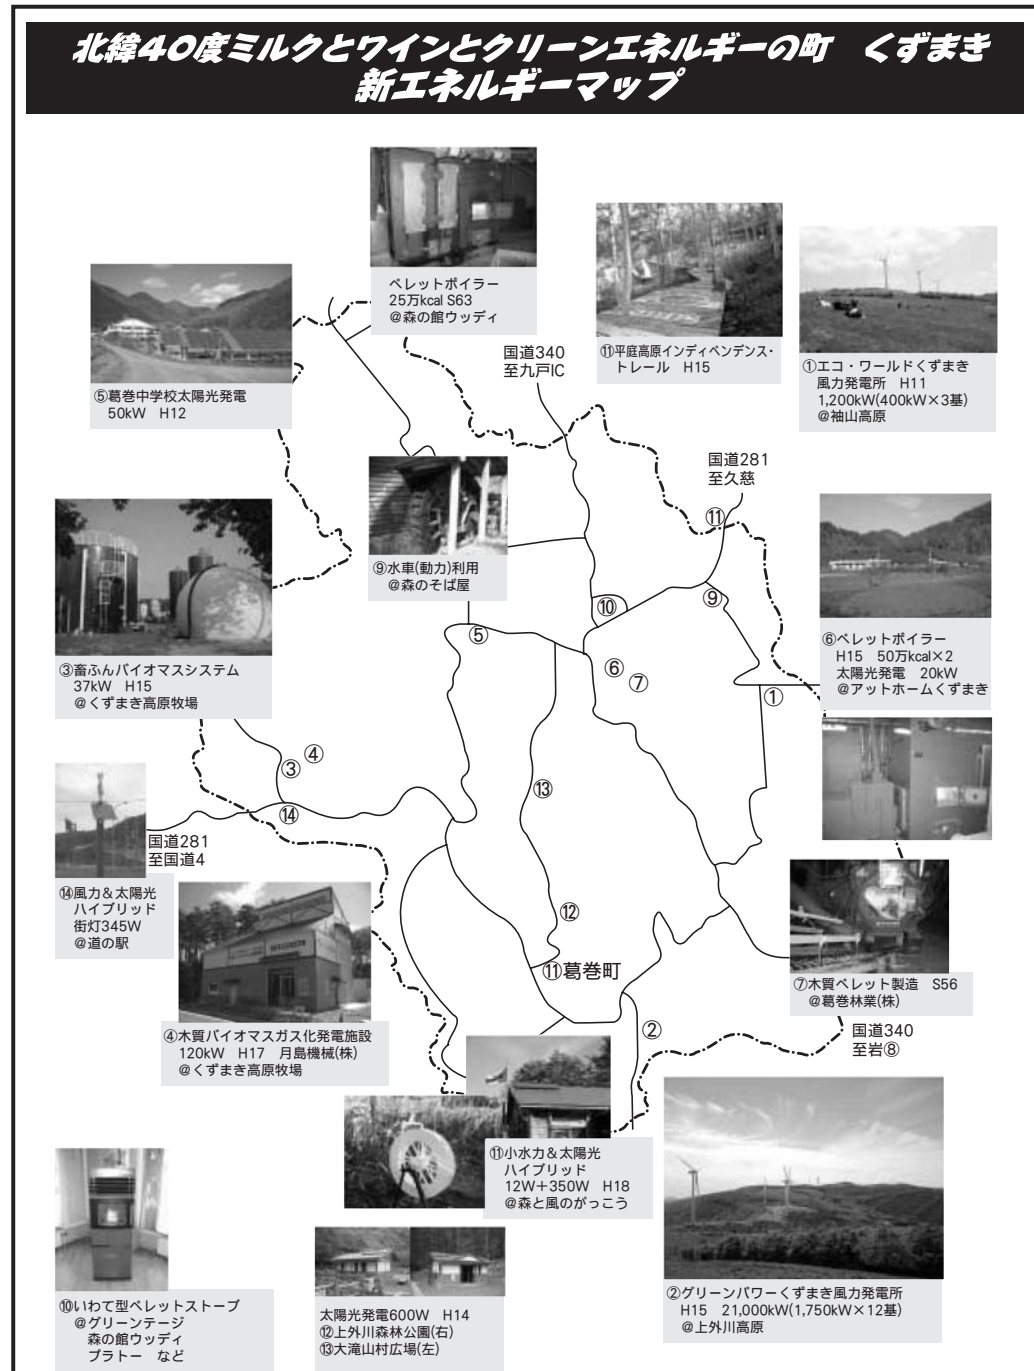 北緯40度ミルクとワインとクリーンエネルギーの町　くずまき
新エネルギーマップ
ペレットボイラー
25万kcal S63
@森の館ウッディ
⑪平庭高原インディペンデンス・
トレール　H15
①エコ・ワールドくずまき
風力発電所　H11
1,200kW(400kW×3基)
@袖山高原
⑤葛巻中学校太陽光発電
50kW　H12
国道340
至九戸IC
国道281
至久慈
⑪
⑨水車(動力)利用
@森のそば屋
⑩
⑨
⑤
⑥
⑦
①
⑥ペレットボイラー
H15　50万kcal×2
太陽光発電　20kW
@アットホームくずまき
③畜ふんバイオマスシステム
37kW　H15
@くずまき高原牧場
④
③
⑭
⑬
国道281
至国道4
⑭風力&太陽光
ハイブリッド
街灯345W
@道の駅
⑫
⑪葛巻町
②
④木質バイオマスガス化発電施設
120kW　H17　月島機械(株)
@くずまき高原牧場
⑦木質ペレット製造　S56
@葛巻林業(株)
国道340
至岩⑧
⑪小水力&太陽光
ハイブリッド
12W+350W　H18
@森と風のがっこう
⑩いわて型ペレットストーブ
@グリーンテージ
森の館ウッディ
プラトー　など
太陽光発電600W　H14
⑫上外川森林公園(右)
⑬大滝山村広場(左)
②グリーンパワーくずまき風力発電所
H15　21,000kW(1,750kW×12基)
@上外川高原